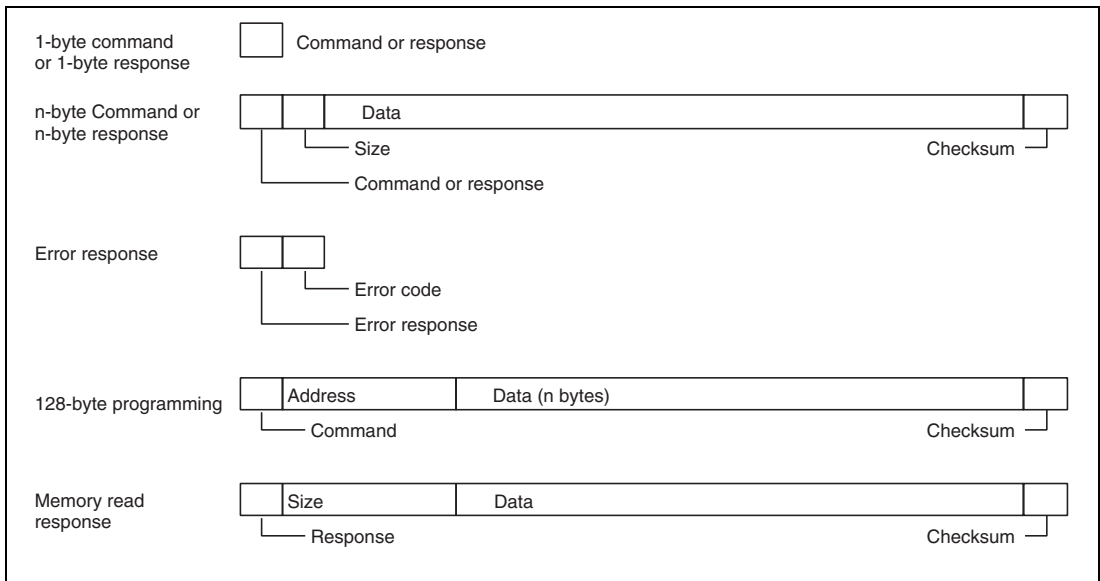 1-byte command
or 1-byte response
Command or response
n-byte Command or
n-byte response
Data
Size
Checksum
Command or response
Error response
Error code
Error response
128-byte programming
Address
Data (n bytes)
Command
Checksum
Memory read
response
Size
Data
Response
Checksum